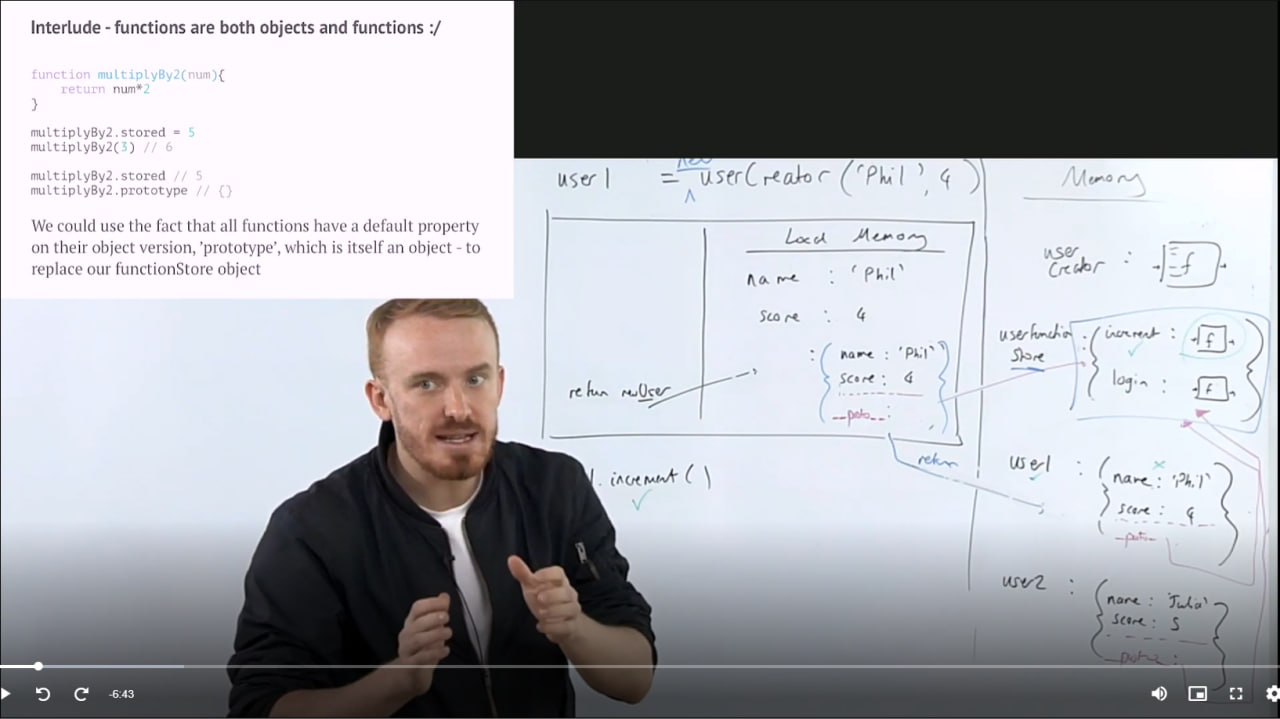 Interlude - functions are both objects and functions :/
function multiplyBy2(num){
return num*2
}
multiplyBy2.stored = 5
multiplyBy2(3) // 6
multiplyBy2.stored // 5
multiplyBy2.prototype // {}
We could use the fact that all functions have a default property
on their object version, ’prototype’, which is itself an object - to
replace our functionStore object
new
user1 = userCreator ('Phil', 4)
Local Memory
name : 'Phil'
score : 4
: { name : 'Phil'
score : 4
__proto__ :
return newUser
return
. increment ( )
Memory
user
Creator : f
userfunction
Store : { increment : f
login : f }
user1 : { name : 'Phil'
score : 4
__proto__ }
user2 : { name : 'Julia'
score : 5
__proto__ : }
-6:43